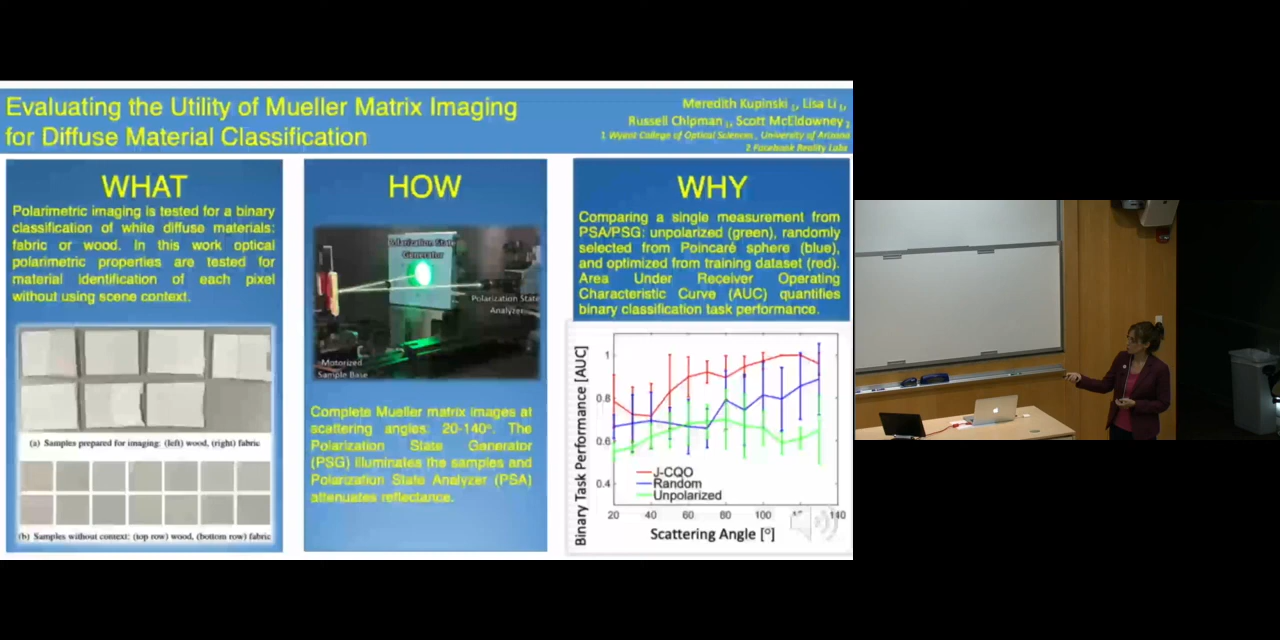 Evaluating the Utility of Mueller Matrix Imaging
for Diffuse Material Classification
Meredith Kupinski 1, Lisa Li 1,
Russell Chipman 1, Scott McEldowney 2
1 Wyant College of Optical Sciences, University of Arizona
2 Facebook Reality Labs
WHAT
Polarimetric imaging is tested for a binary
classification of white diffuse materials:
fabric or wood. In this work optical
polarimetric properties are tested for
material identification of each pixel
without using scene context.
(a) Samples prepared for imaging: (left) wood, (right) fabric
(b) Samples without context: (top row) wood, (bottom row) fabric
HOW
Polarization State
Generator
Polarization State
Analyzer
Motorized
Sample Base
Complete Mueller matrix images at
scattering angles: 20-140°. The
Polarization State Generator
(PSG) illuminates the samples and
Polarization State Analyzer (PSA)
attenuates reflectance.
WHY
Comparing a single measurement from
PSA/PSG: unpolarized (green), randomly
selected from Poincaré sphere (blue),
and optimized from training dataset (red).
Area Under Receiver Operating
Characteristic Curve (AUC) quantifies
binary classification task performance.
Binary Task Performance [AUC]
1
0.8
0.6
0.4
J-CQO
Random
Unpolarized
20 40 60 80 100 140
Scattering Angle [°]